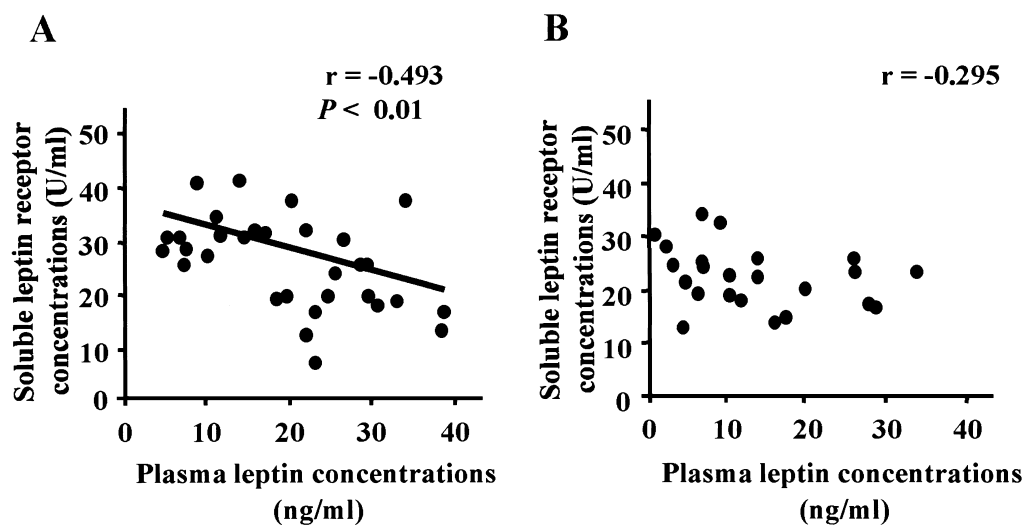 A
r = -0.493
P < 0.01
Soluble leptin receptor
concentrations (U/ml)
50
40
30
20
10
0
0 10 20 30 40
Plasma leptin concentrations
(ng/ml)
B
r = -0.295
Soluble leptin receptor
concentrations (U/ml)
50
40
30
20
10
0
0 10 20 30 40
Plasma leptin concentrations
(ng/ml)